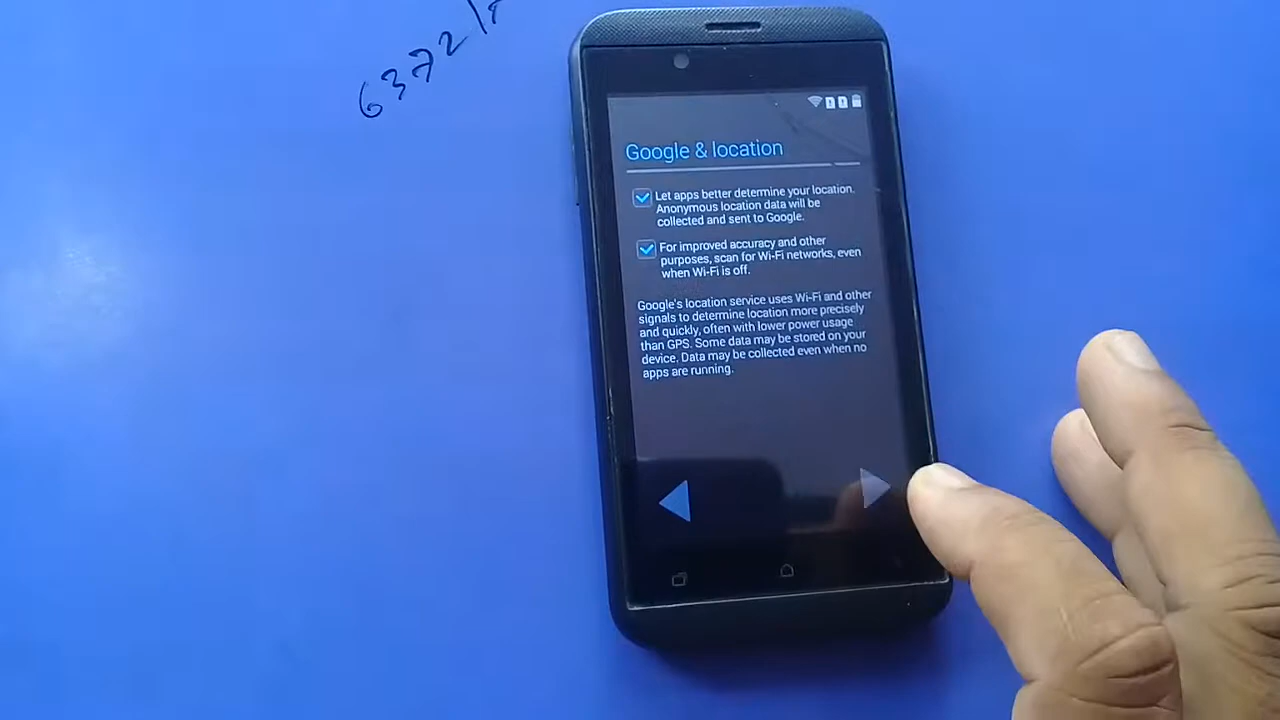 6372
Google & location
Let apps better determine your location.
Anonymous location data will be
collected and sent to Google.
For improved accuracy and other
purposes, scan for Wi-Fi networks, even
when Wi-Fi is off.
Google's location service uses Wi-Fi and other
signals to determine location more precisely
and quickly, often with lower power usage
than GPS. Some data may be stored on your
device. Data may be collected even when no
apps are running.